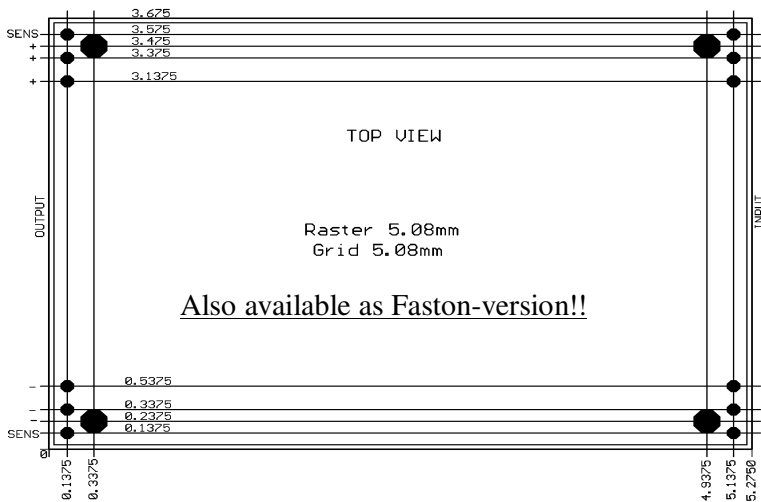 3.675
SENS 3.575
+ 3.475
+ 3.375
+ 3.1375
TOP VIEW
OUTPUT
INPUT
Raster 5.08mm
Grid 5.08mm
Also available as Faston-version!!
- 0.5375
- 0.3375
- 0.2375
SENS 0.1375
0
0.1375
0.3375
4.9375
5.1375
5.2750